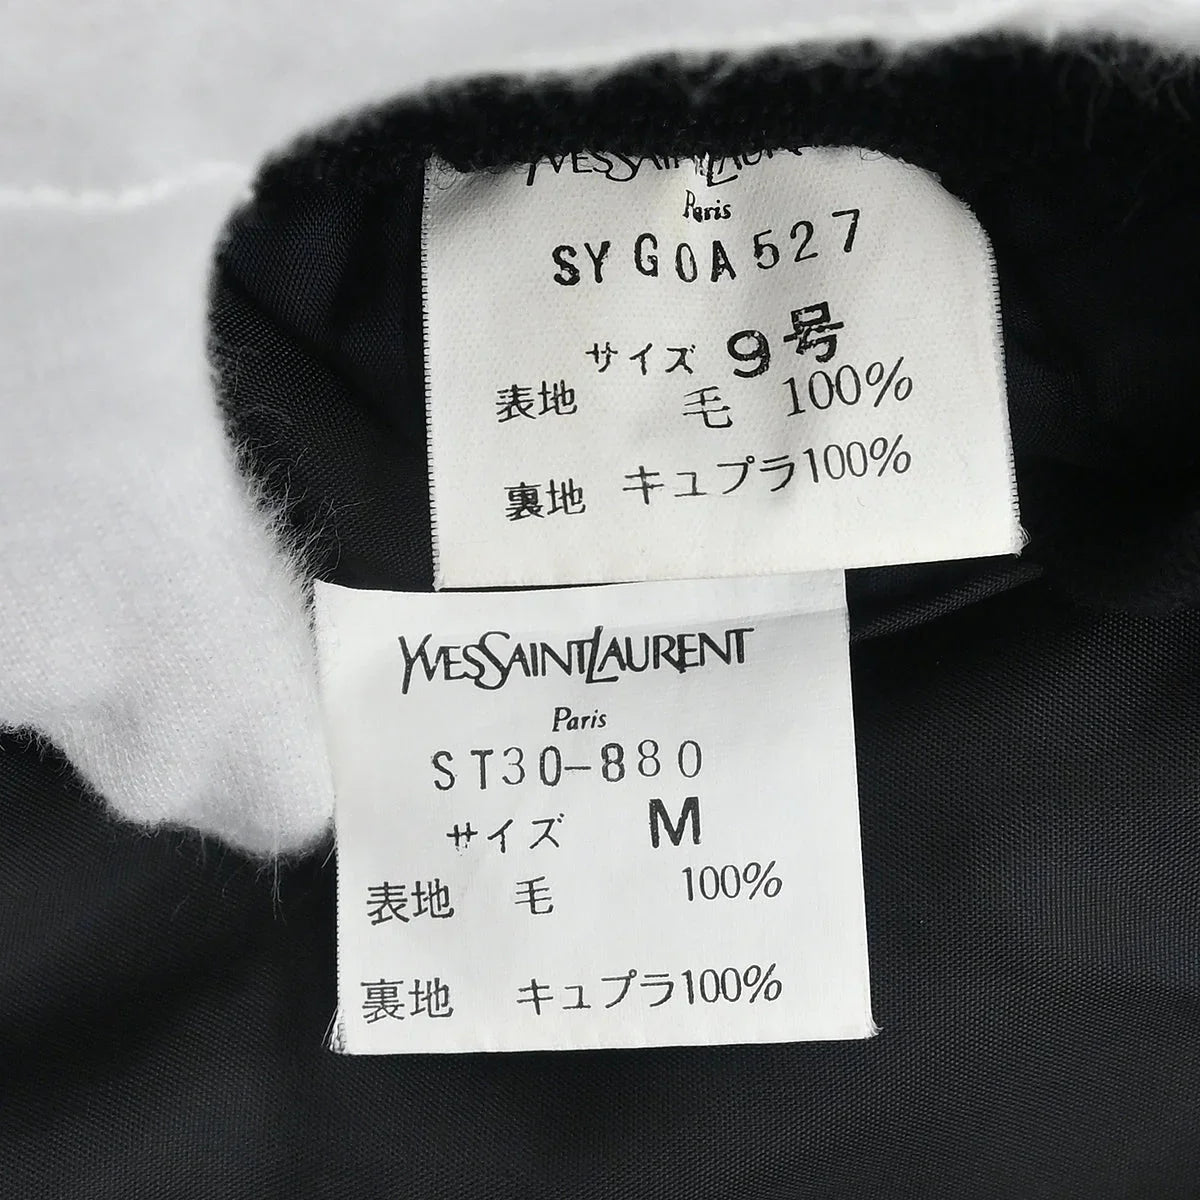 YVESSAINTLAURENT
Paris
SYGOA527
サイズ 9号
表地 毛 100%
裏地 キュプラ100%
YVESSAINTLAURENT
Paris
ST30-880
サイズ M
表地 毛 100%
裏地 キュプラ100%